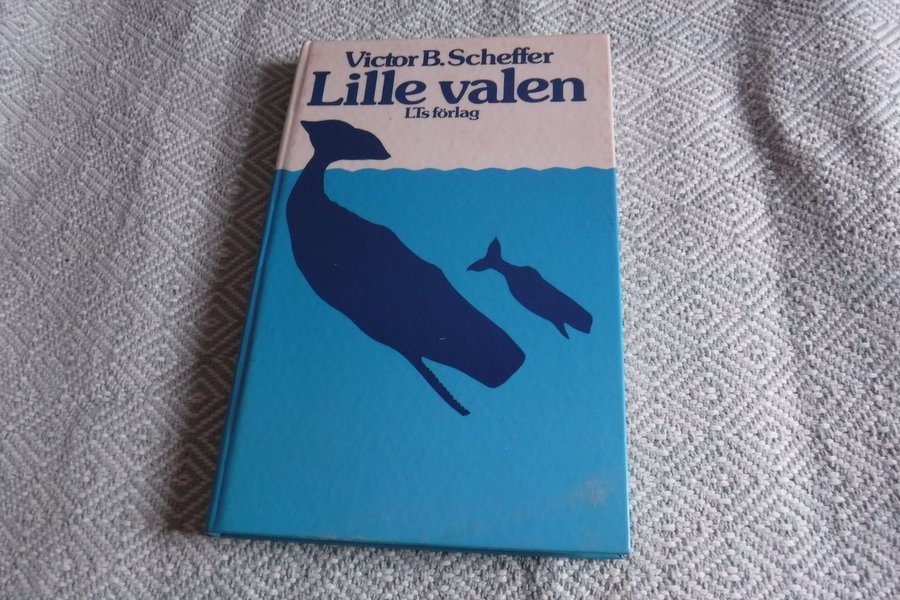 Victor B. Scheffer
Lille valen
LTs förlag